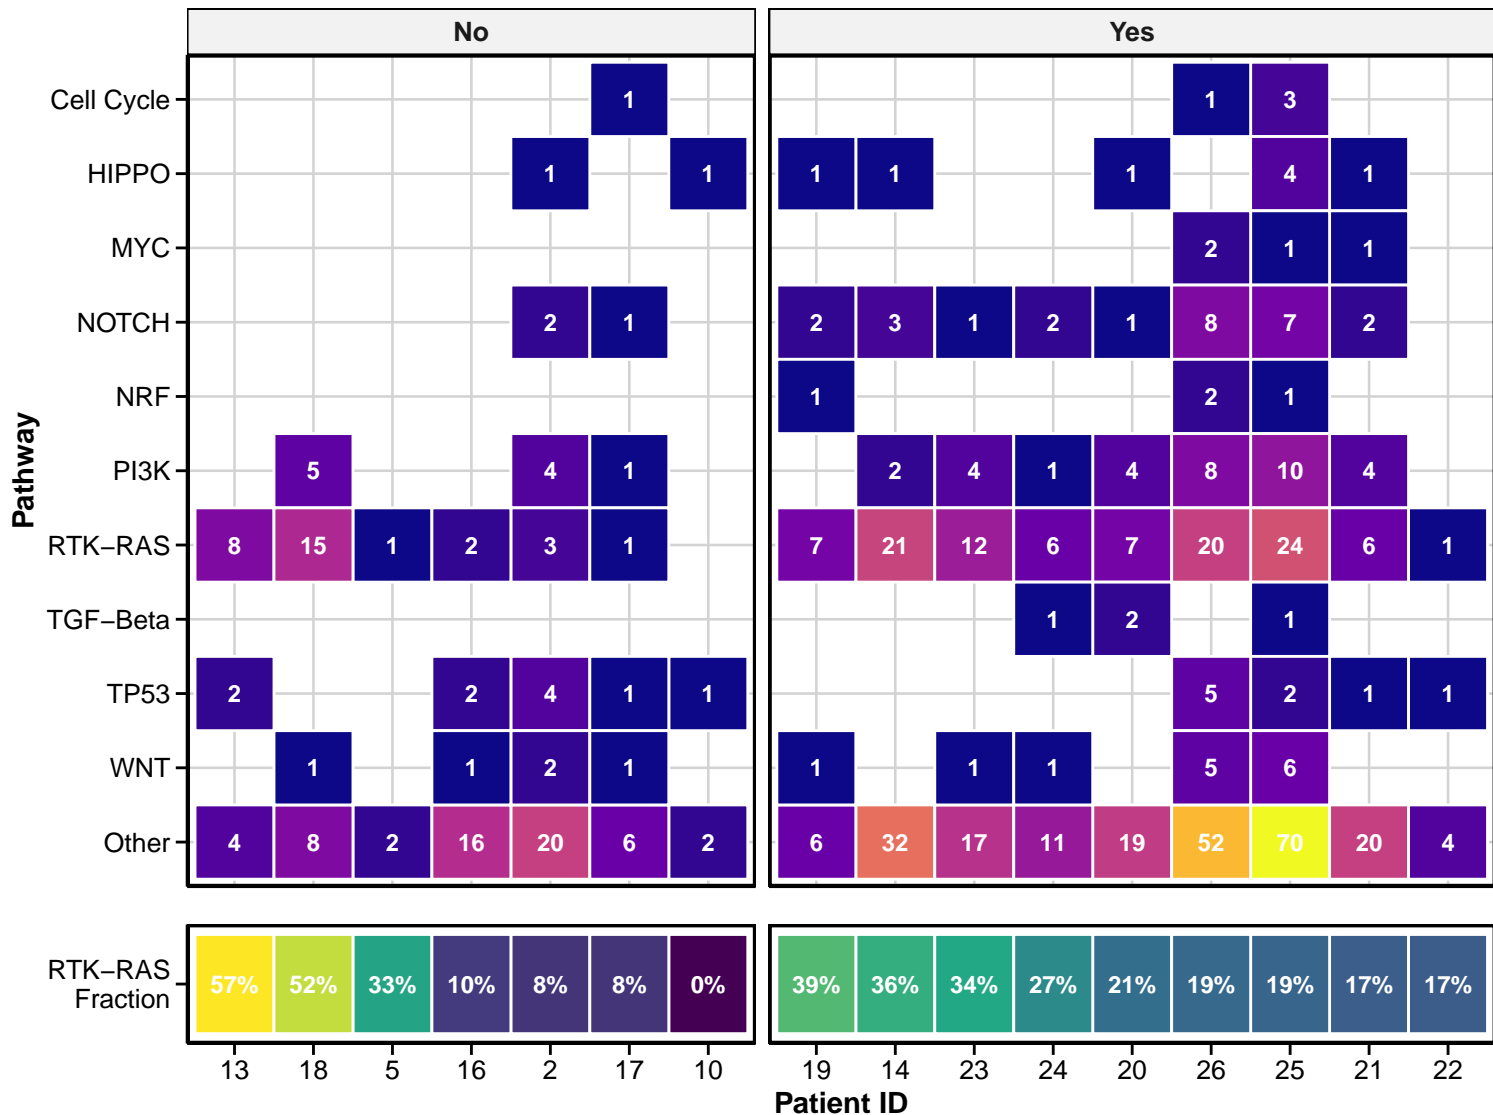 No Yes
Cell Cycle 1 1 3
HIPPO 1 1 1 1 1 4 1
MYC 2 1 1
NOTCH 2 1 2 3 1 2 1 8 7 2
NRF 1 2 1
PI3K 5 4 1 2 4 1 4 8 10 4
RTK−RAS 8 15 1 2 3 1 7 21 12 6 7 20 24 6 1
TGF−Beta 1 2 1
TP53 2 2 4 1 1 5 2 1 1
WNT 1 1 2 1 1 1 1 5 6
Other 4 8 2 16 20 6 2 6 32 17 11 19 52 70 20 4
Pathway
RTK−RAS
Fraction
57% 52% 33% 10% 8% 8% 0% 39% 36% 34% 27% 21% 19% 19% 17% 17%
13 18 5 16 2 17 10 19 14 23 24 20 26 25 21 22
Patient ID